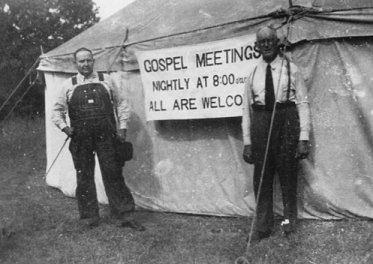 GOSPEL MEETINGS
NIGHTLY AT 8:00
ALL ARE WELCO